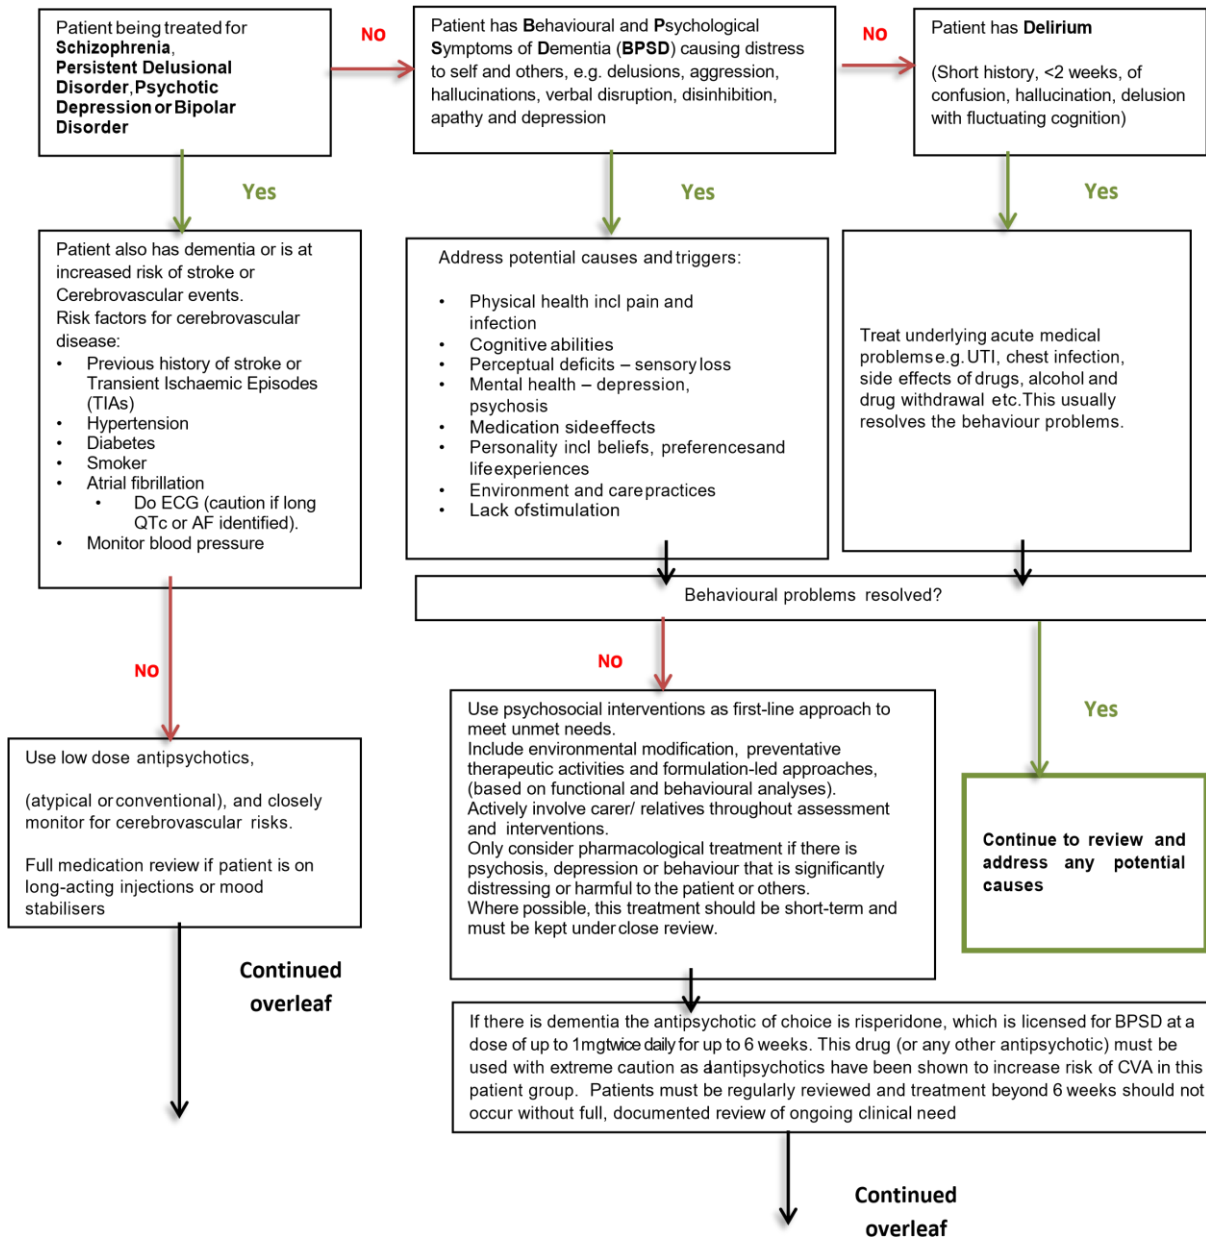 Patient being treated for
Schizophrenia,
Persistent Delusional
Disorder, Psychotic
Depression or Bipolar
Disorder
NO
Patient has Behavioural and Psychological
Symptoms of Dementia (BPSD) causing distress
to self and others, e.g. delusions, aggression,
hallucinations, verbal disruption, disinhibition,
apathy and depression
NO
Patient has Delirium
(Short history, <2 weeks, of
confusion, hallucination, delusion
with fluctuating cognition)
Yes
Yes
Yes
Patient also has dementia or is at
increased risk of stroke or
Cerebrovascular events.
Risk factors for cerebrovascular
disease:
• Previous history of stroke or
Transient Ischaemic Episodes
(TIAs)
• Hypertension
• Diabetes
• Smoker
• Atrial fibrillation
• Do ECG (caution if long
QTc or AF identified).
• Monitor blood pressure
Address potential causes and triggers:
• Physical health incl pain and
infection
• Cognitive abilities
• Perceptual deficits – sensory loss
• Mental health – depression,
psychosis
• Medication sideeffects
• Personality incl beliefs, preferencesand
lifeexperiences
• Environment and carepractices
• Lack ofstimulation
Treat underlying acute medical
problemse.g. UTI, chest infection,
side effects of drugs, alcohol and
drug withdrawal etc.This usually
resolves the behaviour problems.
Behavioural problems resolved?
NO
NO
Yes
Use low dose antipsychotics,
(atypical orconventional), and closely
monitor for cerebrovascular risks.
Full medication review if patient is on
long-acting injections or mood
stabilisers
Use psychosocial interventions as first-line approach to
meet unmet needs.
Include environmental modification, preventative
therapeutic activities and formulation-led approaches,
(based on functional and behavioural analyses).
Actively involve carer/ relatives throughout assessment
and interventions.
Only consider pharmacological treatment if there is
psychosis, depression or behaviour that is significantly
distressing or harmful to the patient or others.
Where possible, this treatment should be short-term and
must be kept under close review.
Continue to review and
address any potential
causes
Continued
overleaf
If there is dementia the antipsychotic of choice is risperidone, which is licensed for BPSD at a
dose of up to 1mgtwice daily for up to 6 weeks. This drug (or any other antipsychotic) must be
used with extreme caution as antipsychotics have been shown to increase risk of CVA in this
patient group. Patients must be regularly reviewed and treatment beyond 6 weeks should not
occur without full, documented review of ongoing clinical need
Continued
overleaf